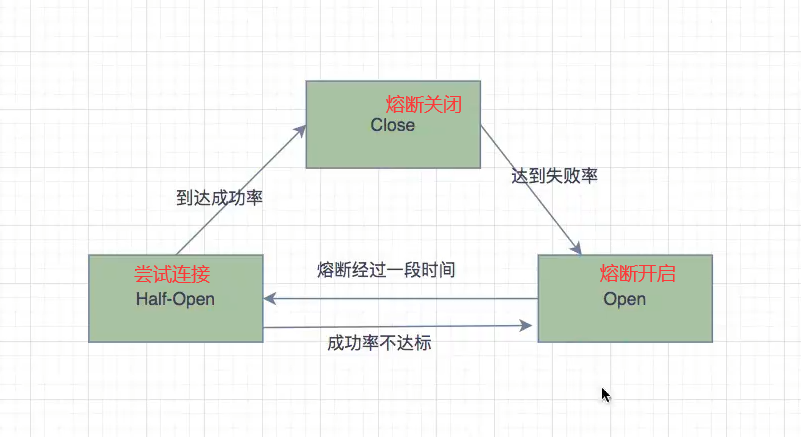 熔断关闭
Close
达到失败率
到达成功率
尝试连接
Half-Open
熔断经过一段时间
熔断开启
Open
成功率不达标